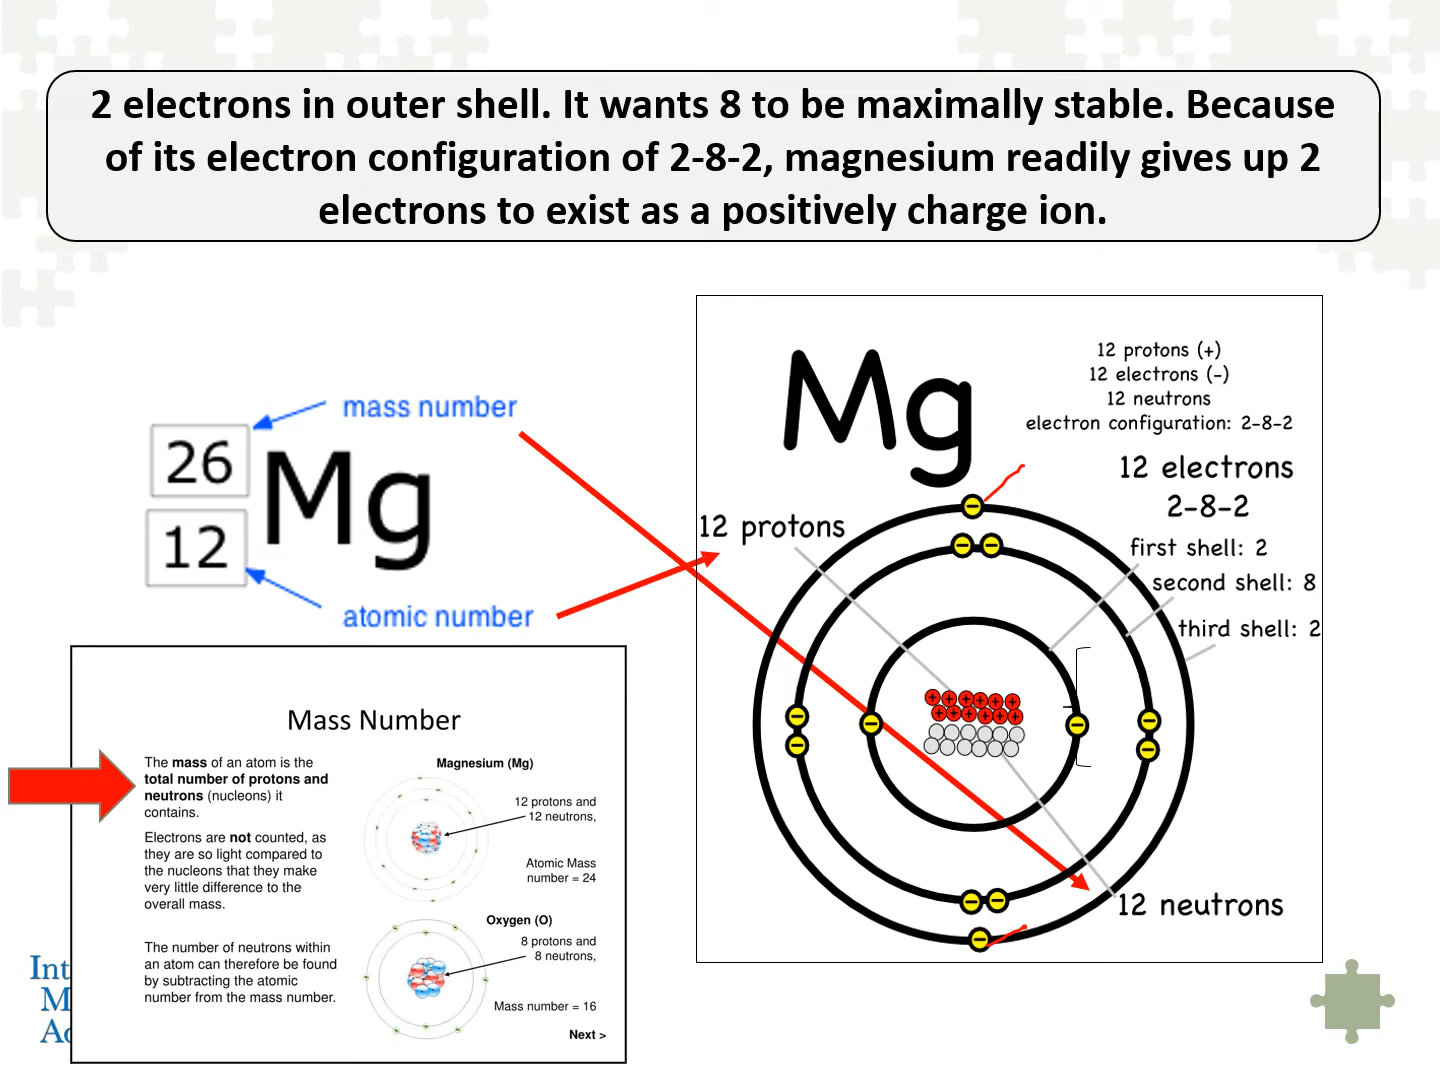 2 electrons in outer shell. It wants 8 to be maximally stable. Because
of its electron configuration of 2-8-2, magnesium readily gives up 2
electrons to exist as a positively charge ion.
mass number
26
Mg
12
atomic number
Mg
12 protons (+)
12 electrons (-)
12 neutrons
electron configuration: 2-8-2
12 electrons
2-8-2
12 protons
first shell: 2
second shell: 8
third shell: 2
12 neutrons
Mass Number
The mass of an atom is the
total number of protons and
neutrons (nucleons) it
contains.
Electrons are not counted, as
they are so light compared to
the nucleons that they make
very little difference to the
overall mass.
The number of neutrons within
an atom can therefore be found
by subtracting the atomic
number from the mass number.
Magnesium (Mg)
12 protons and
12 neutrons,
Atomic Mass
number = 24
Oxygen (O)
8 protons and
8 neutrons,
Mass number = 16
Next >